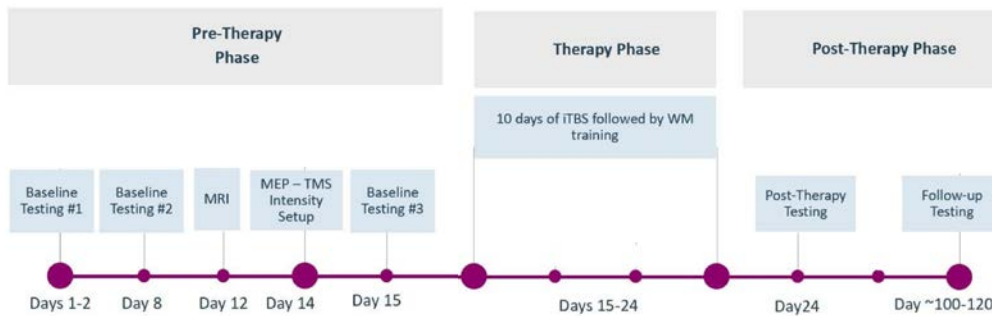 Pre-Therapy
Phase
Therapy Phase
Post-Therapy Phase
10 days of iTBS followed by WM
training
Baseline
Testing #1
Baseline
Testing #2
MRI
MEP – TMS
Intensity
Setup
Baseline
Testing #3
Post-Therapy
Testing
Follow-up
Testing
Days 1-2
Day 8
Day 12
Day 14
Day 15
Days 15-24
Day24
Day ~100-120